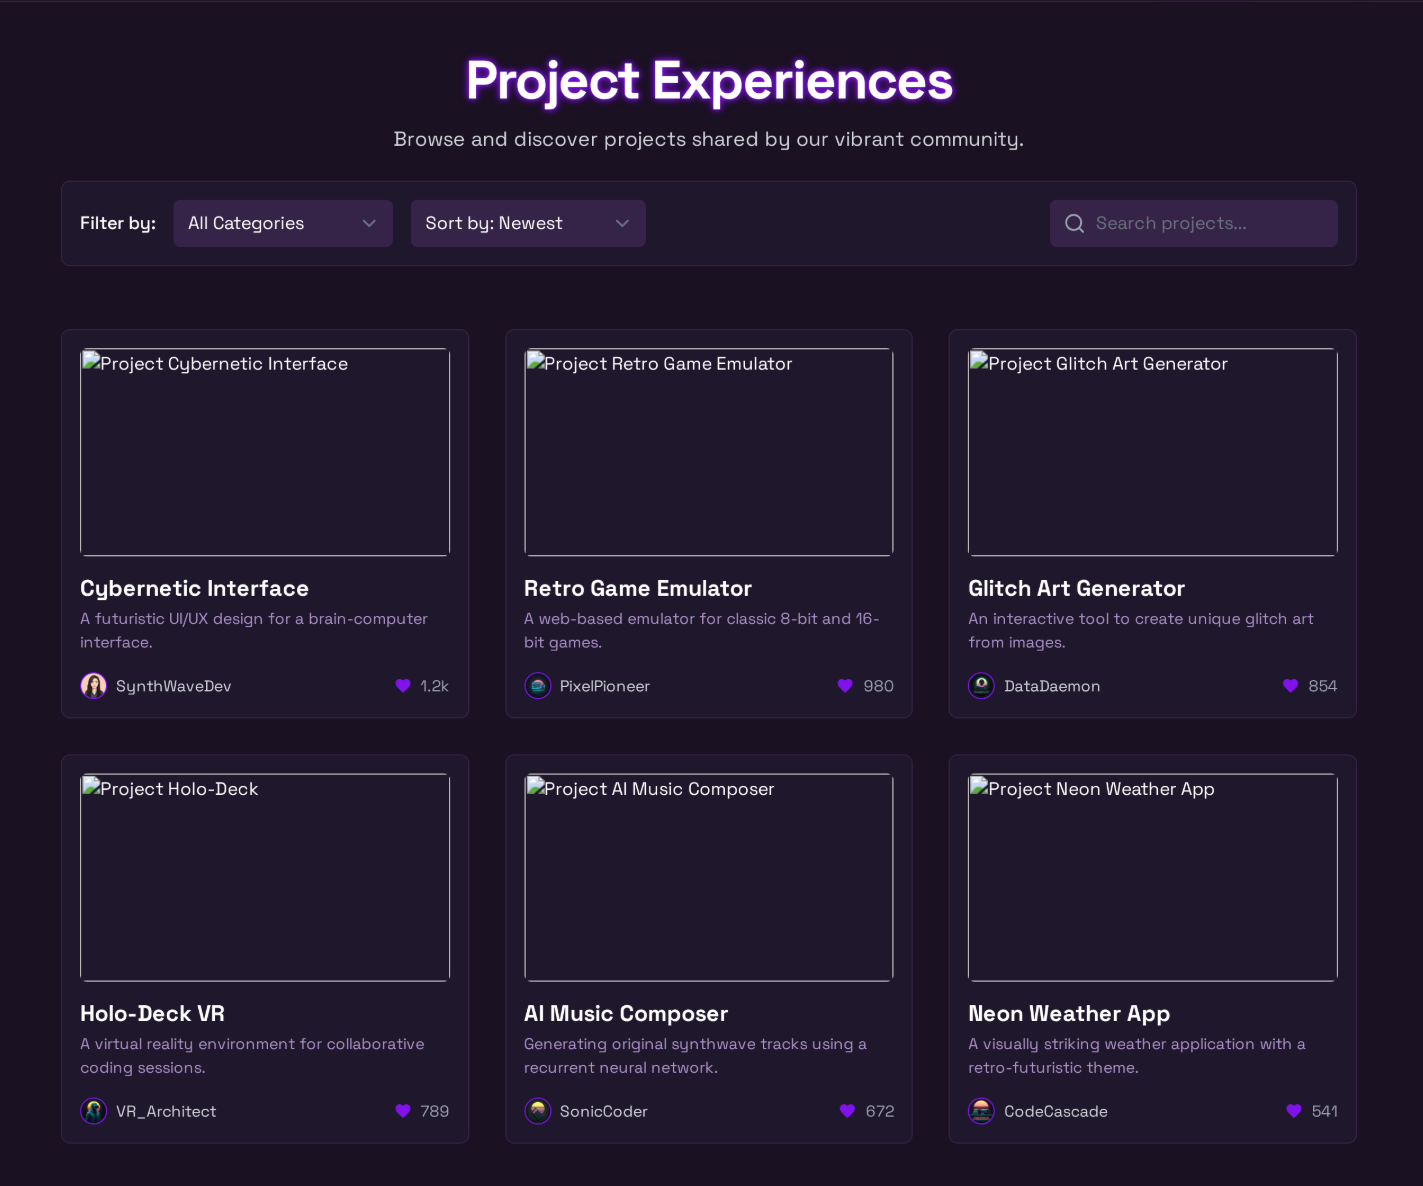 Project Experiences
Browse and discover projects shared by our vibrant community.
Filter by:
All Categories
Sort by: Newest
Search projects...
Project Cybernetic Interface
Cybernetic Interface
A futuristic UI/UX design for a brain-computer
interface.
SynthWaveDev
1.2k
Project Retro Game Emulator
Retro Game Emulator
A web-based emulator for classic 8-bit and 16-
bit games.
PixelPioneer
980
Project Glitch Art Generator
Glitch Art Generator
An interactive tool to create unique glitch art
from images.
DataDaemon
854
Project Holo-Deck
Holo-Deck VR
A virtual reality environment for collaborative
coding sessions.
VR_Architect
789
Project AI Music Composer
AI Music Composer
Generating original synthwave tracks using a
recurrent neural network.
SonicCoder
672
Project Neon Weather App
Neon Weather App
A visually striking weather application with a
retro-futuristic theme.
CodeCascade
541